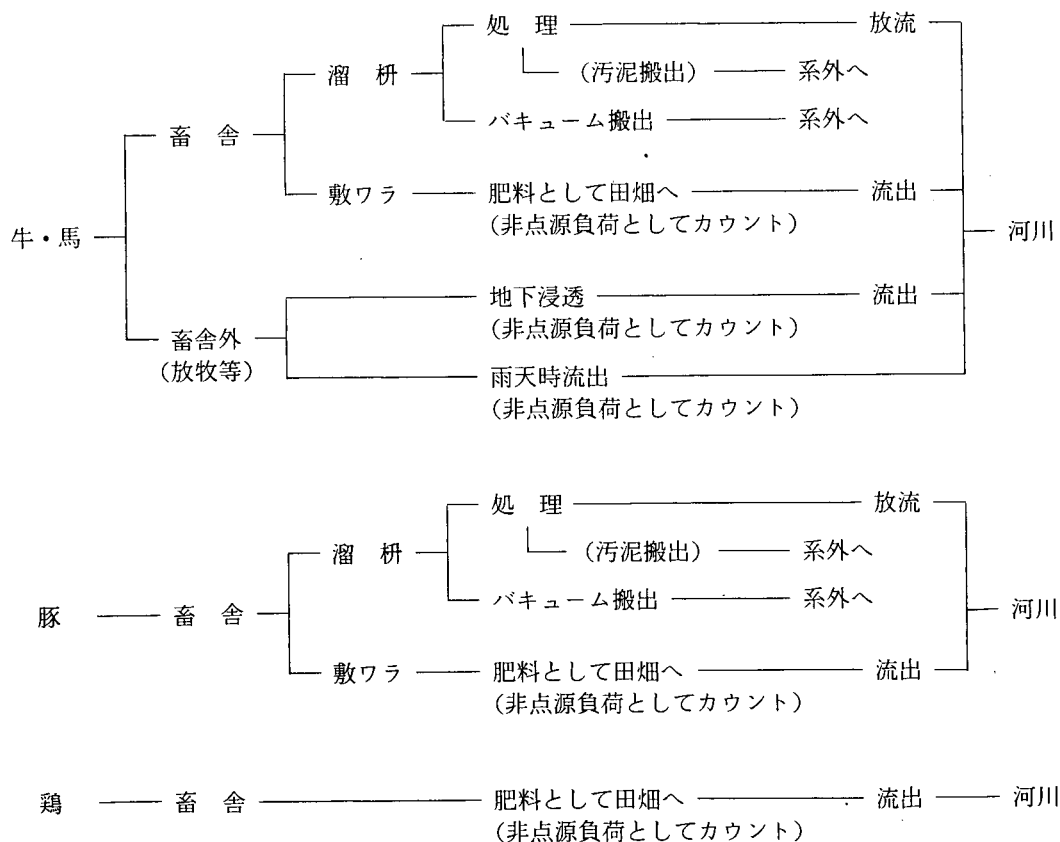 処 理 放流
溜 枡 (汚泥搬出) 系外へ
畜 舎 バキューム搬出 系外へ
敷ワラ 肥料として田畑へ 流出
(非点源負荷としてカウント)
牛・馬 河川
地下浸透 流出
畜舎外 (非点源負荷としてカウント)
(放牧等)
雨天時流出
(非点源負荷としてカウント)
処 理 放流
溜 枡 (汚泥搬出) 系外へ
豚 畜 舎 バキューム搬出 系外へ 河川
敷ワラ 肥料として田畑へ 流出
(非点源負荷としてカウント)
鶏 畜 舎 肥料として田畑へ 流出 河川
(非点源負荷としてカウント)